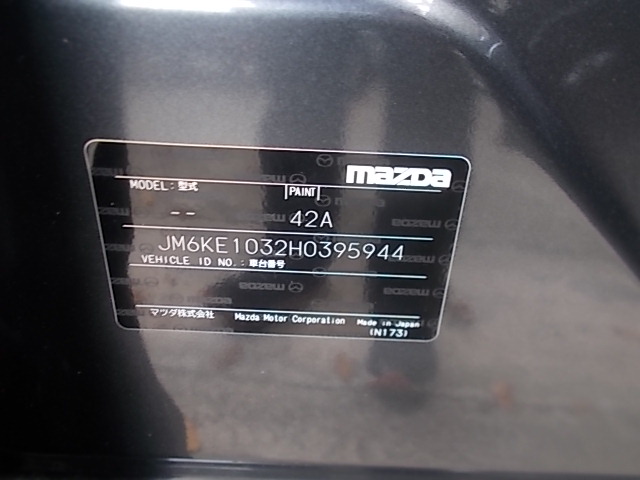 mazda
MODEL: 型式 PAINT
-- 42A
JM6KE1032H0395944
VEHICLE ID NO.: 車台番号
マツダ株式会社 Mazda Motor Corporation Made in Japan
(N173)